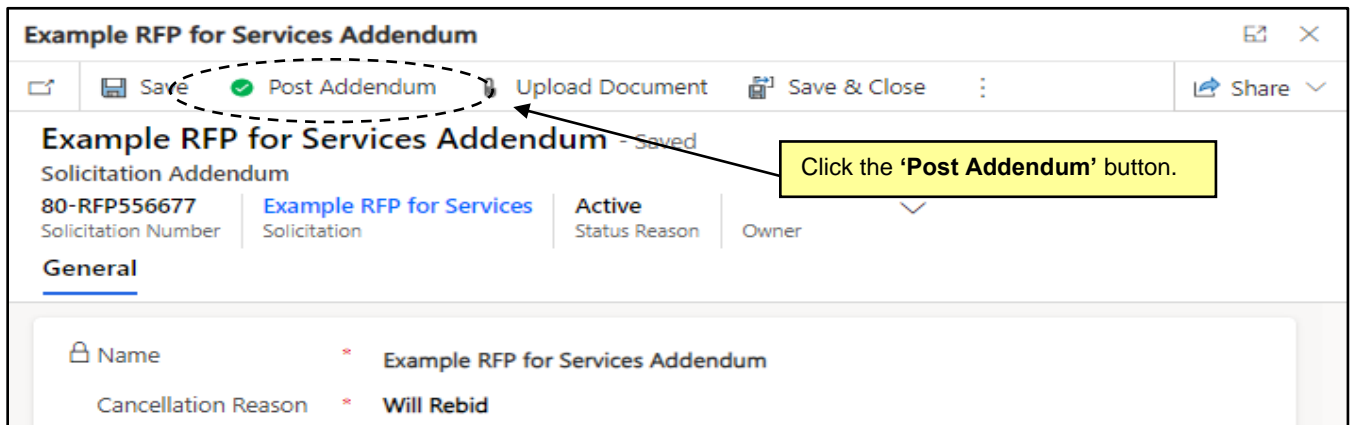 Example RFP for Services Addendum
Save Post Addendum Upload Document Save & Close Share
Example RFP for Services Addendum - Saved
Click the ‘Post Addendum’ button.
Solicitation Addendum
80-RFP556677 Example RFP for Services Active
Solicitation Number Solicitation Status Reason Owner
General
Name * Example RFP for Services Addendum
Cancellation Reason * Will Rebid